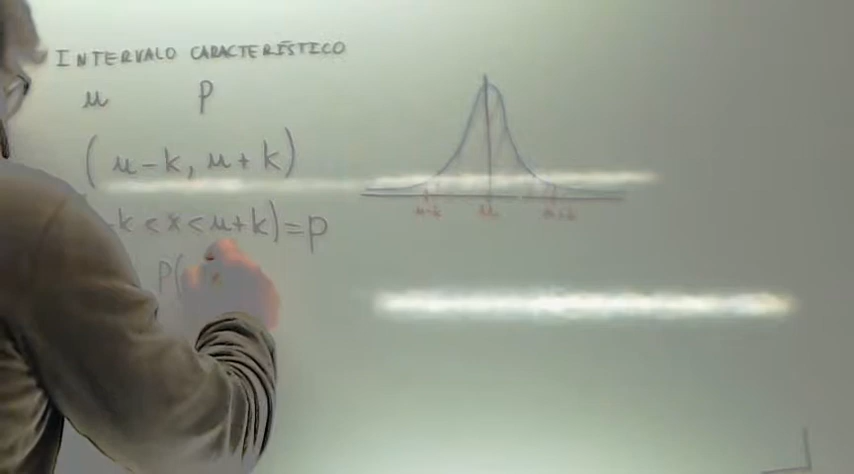 INTERVALO CARACTERÍSTICO
μ p
(μ-k, μ+k)
-k < x < μ+k) = p
P(
μ-k μ μ+k